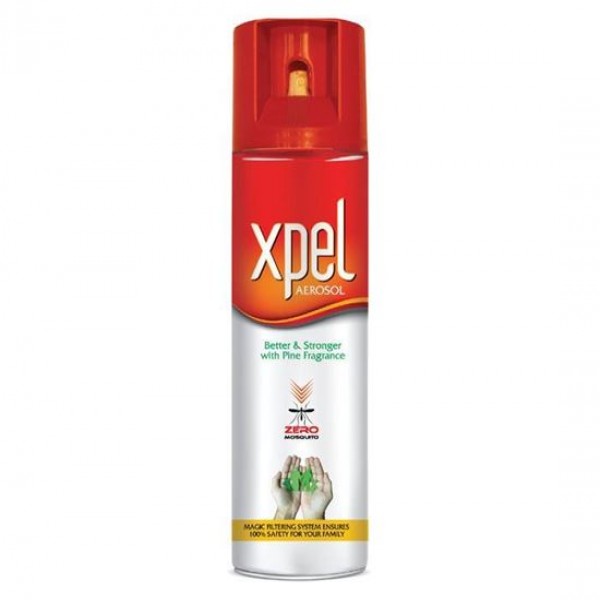 xpel
AEROSOL
Better & Stronger
with Pine Fragrance
ZERO
MOSQUITO
MAGIC FILTERING SYSTEM ENSURES
100% SAFETY FOR YOUR FAMILY